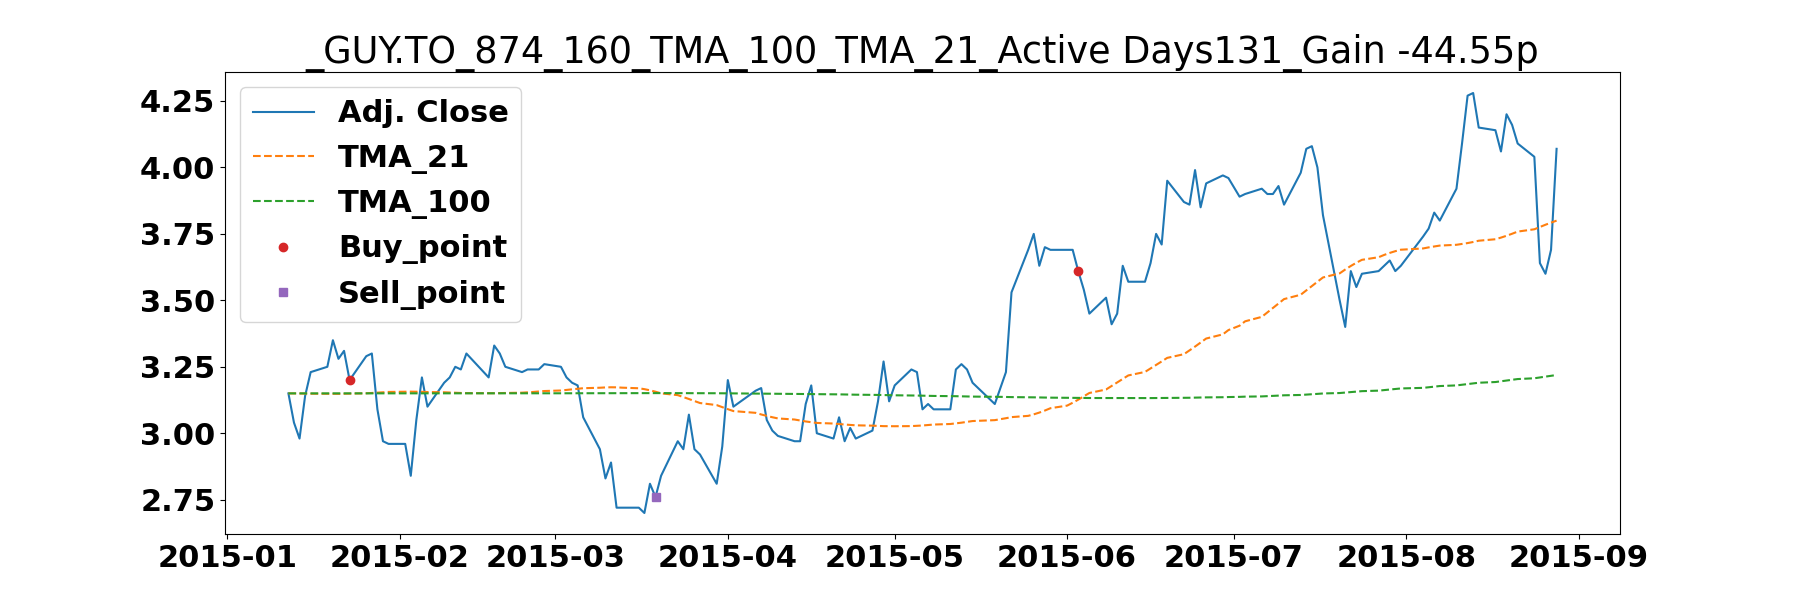 _GUY.TO_874_160_TMA_100_TMA_21_Active Days131_Gain -44.55p
4.25
4.00
3.75
3.50
3.25
3.00
2.75
Adj. Close
TMA_21
TMA_100
Buy_point
Sell_point
2015-01 2015-02 2015-03 2015-04 2015-05 2015-06 2015-07 2015-08 2015-09